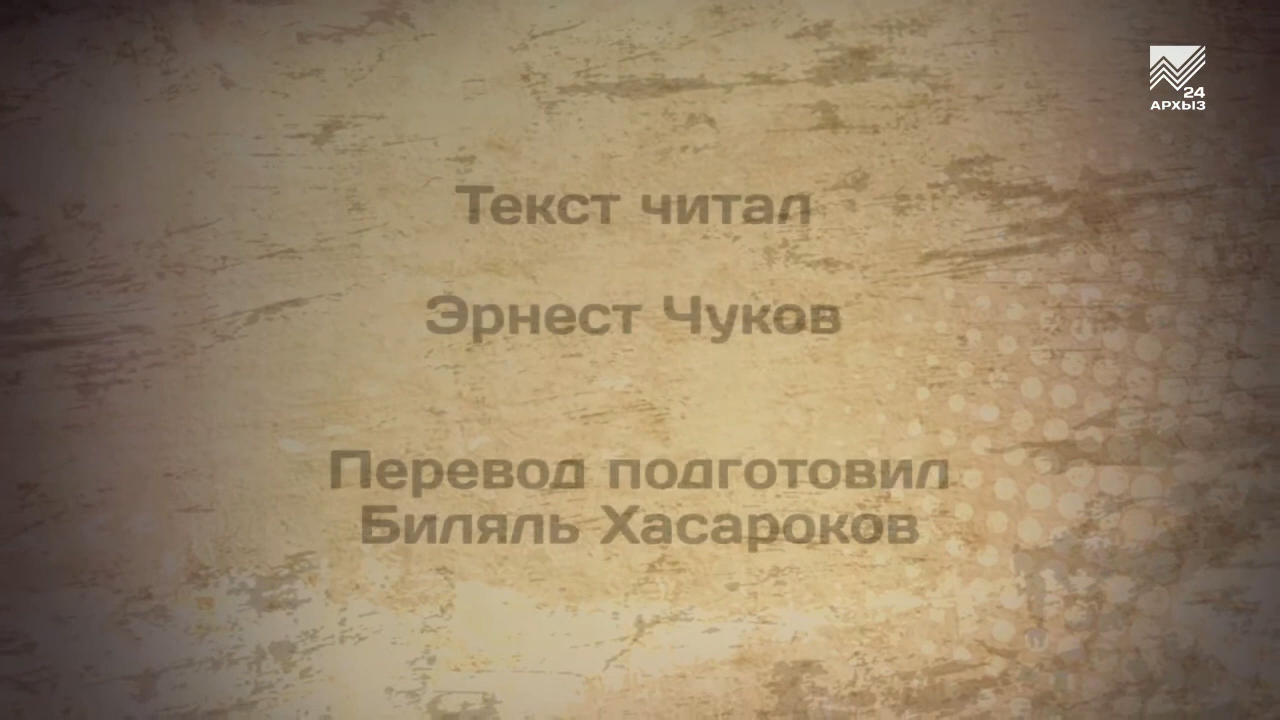 24
АРХЫЗ
Текст читал
Эрнест Чуков
Перевод подготовил
Биляль Хасароков